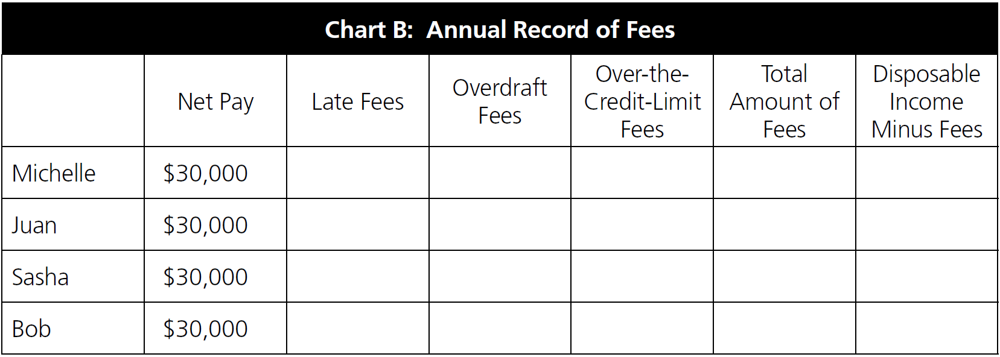 Chart B: Annual Record of Fees
Net Pay
Late Fees
Overdraft
Fees
Over-the-
Credit-Limit
Fees
Total
Amount of
Fees
Disposable
Income
Minus Fees
Michelle $30,000
Juan $30,000
Sasha $30,000
Bob $30,000